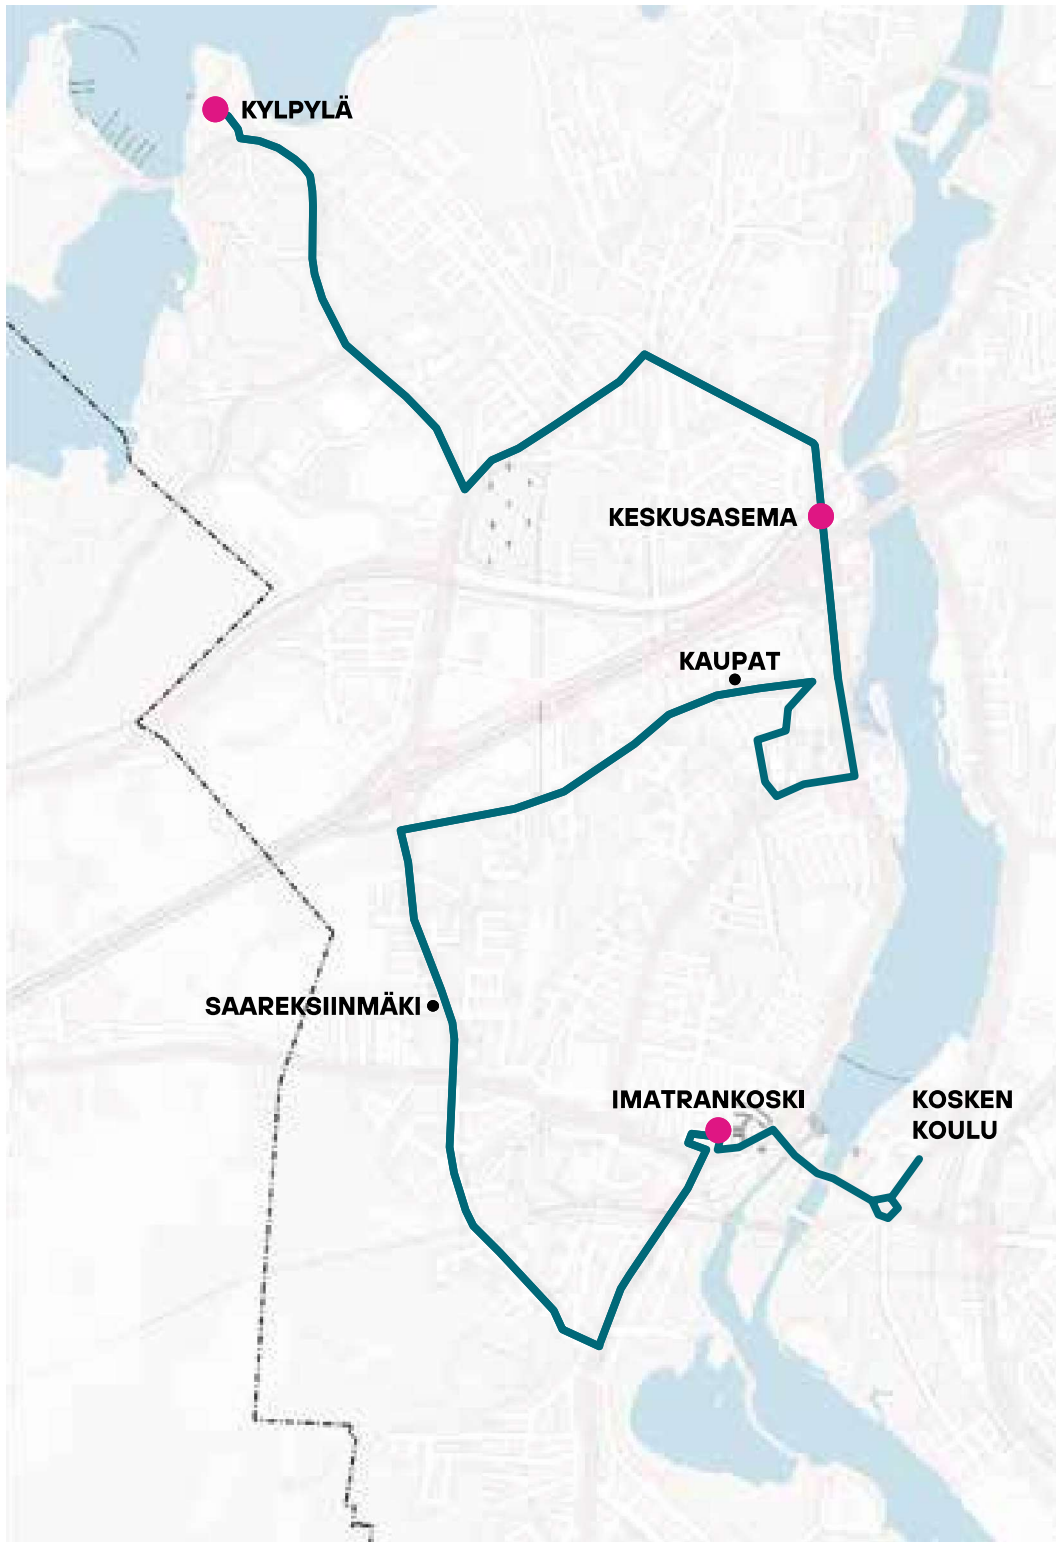 KYLPYLÄ
KESKUSASEMA
KAUPAT
SAAREKSIINMÄKI
IMATRANKOSKI
KOSKEN
KOULU